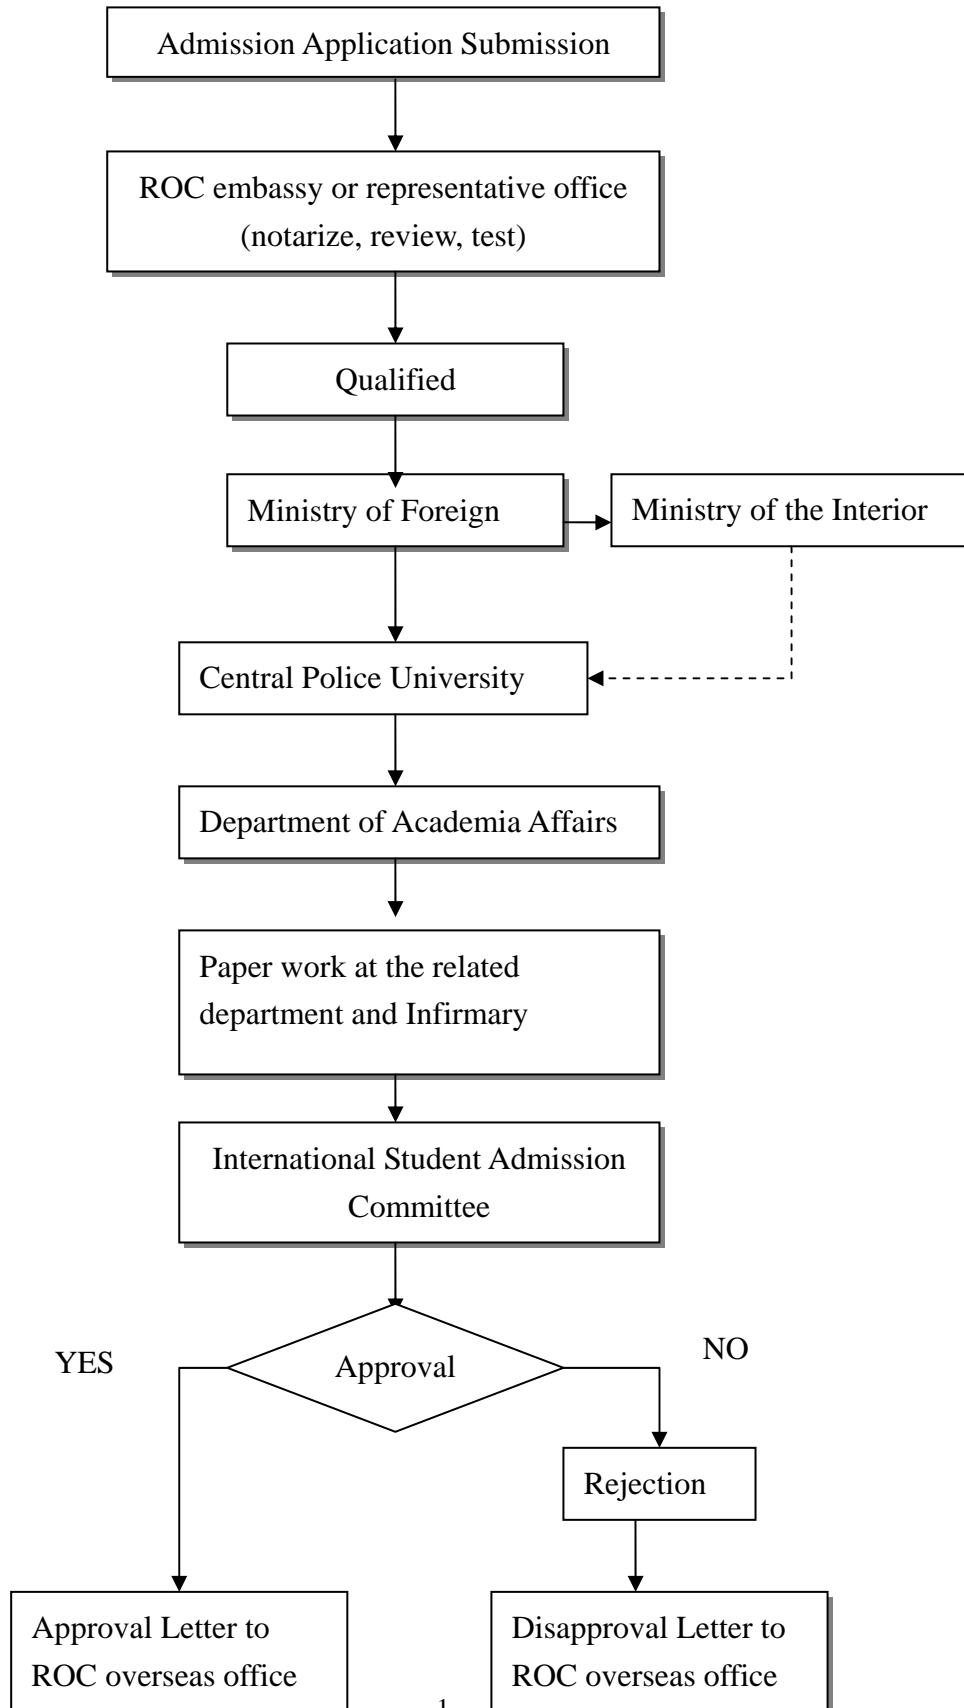 Admission Application Submission
ROC embassy or representative office
(notarize, review, test)
Qualified
Ministry of Foreign
Ministry of the Interior
Central Police University
Department of Academia Affairs
Paper work at the related
department and Infirmary
International Student Admission
Committee
YES
Approval
NO
Rejection
Approval Letter to
ROC overseas office
Disapproval Letter to
ROC overseas office
1